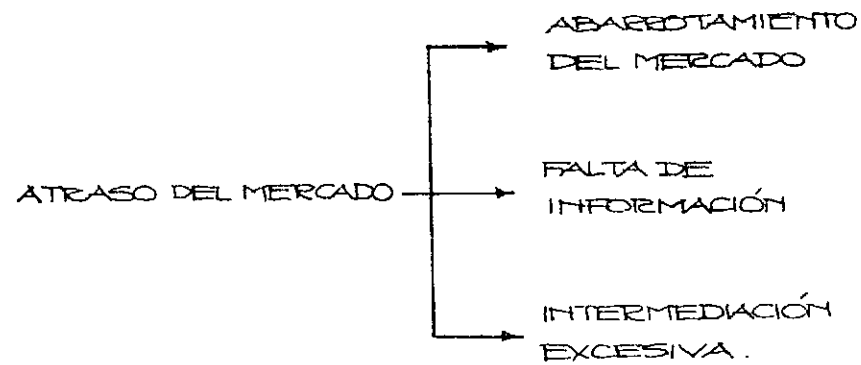 ABARROTAMIENTO
DEL MERCADO
ATRASO DEL MERCADO
FALTA DE
INFORMACIÓN
INTERMEDIACIÓN
EXCESIVA.